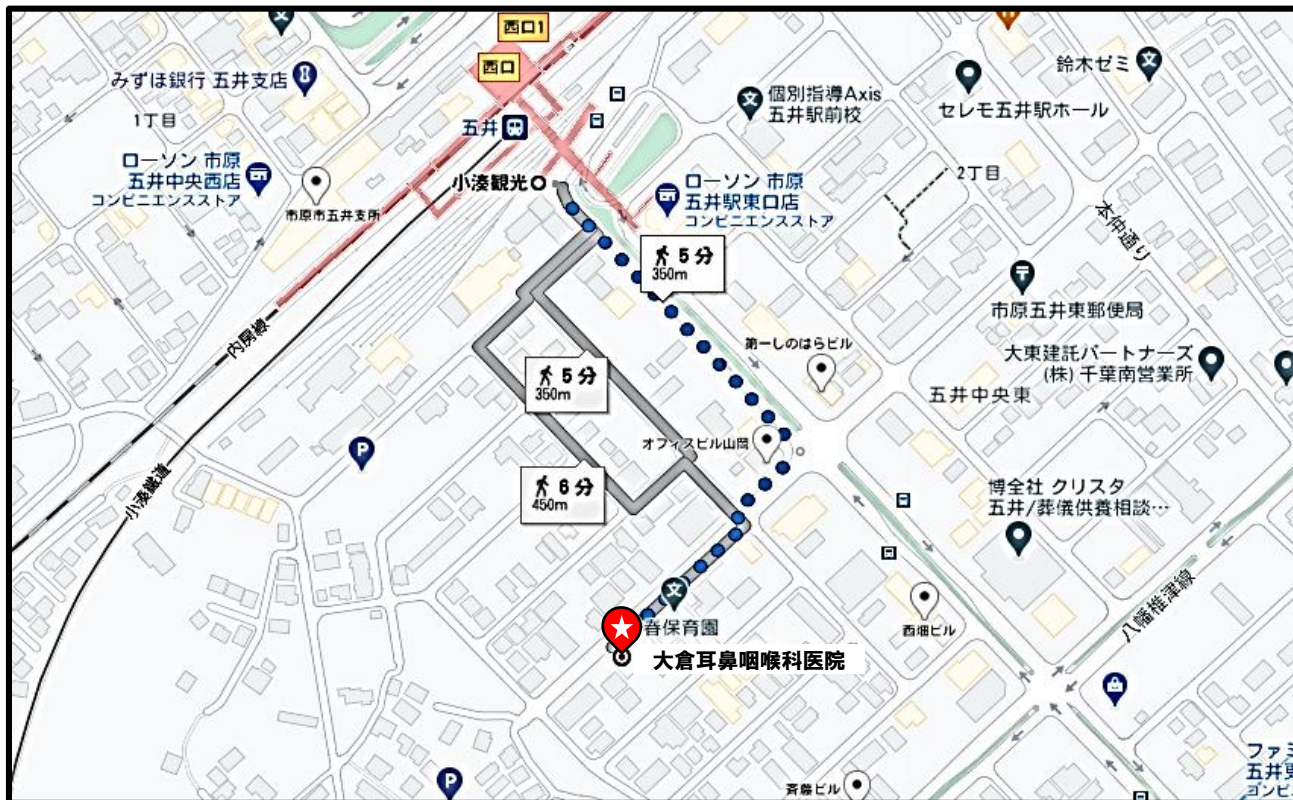 西口1
西口
みずほ銀行 五井支店
1丁目
五井
個別指導Axis
五井駅前校
鈴木ゼミ
セレモ五井駅ホール
ローソン 市原
五井中央西店
コンビニエンスストア
市原市五井支所
小湊観光
ローソン 市原
五井駅東口店
コンビニエンスストア
2丁目
本仲通り
5 分
350m
市原五井東郵便局
内房線
第一しのはらビル
大東建託パートナーズ
(株) 千葉南営業所
5 分
350m
五井中央東
P
オフィスビル山岡
小湊鐵道
6 分
450m
博全社 クリスタ
五井/葬儀供養相談…
八幡椎津線
春保育園
西畑ビル
大倉耳鼻咽喉科医院
P
斉藤ビル
ファミ
五井東
コンビニ